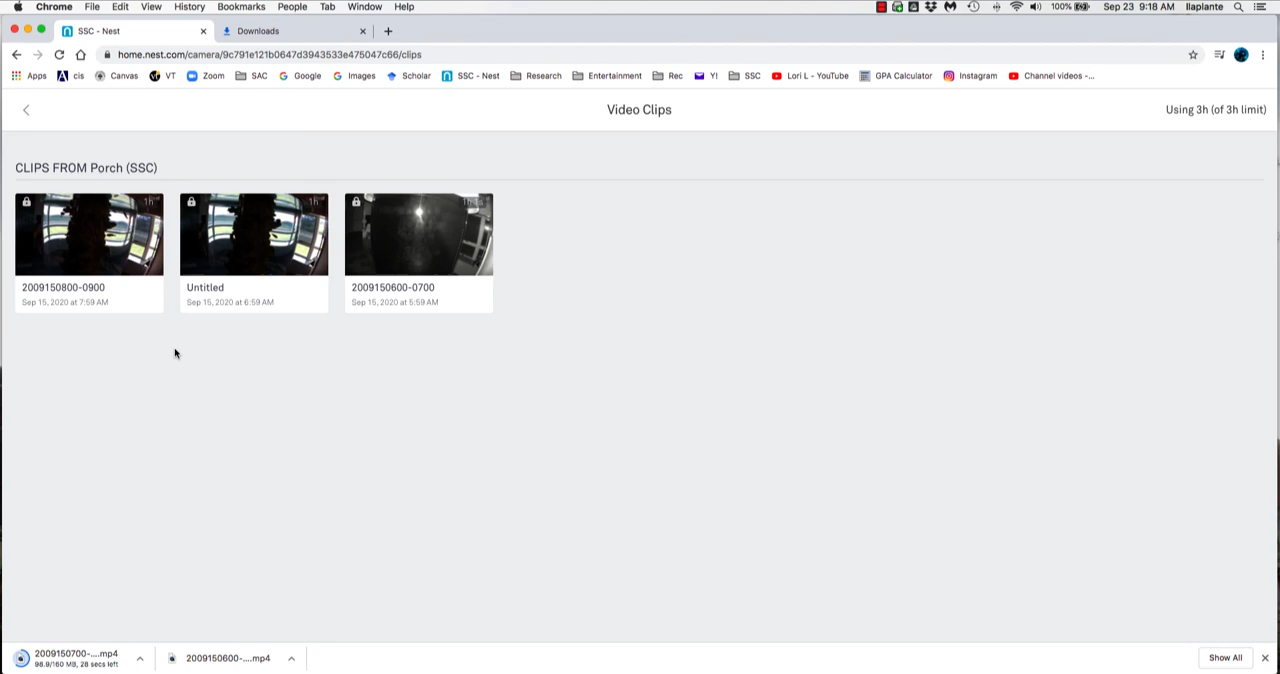 Chrome File Edit View History Bookmarks People Tab Window Help 100% Sep 23 9:18 AM llaplante
SSC - Nest Downloads
home.nest.com/camera/9c791e121b0647d3943533e475047c66/clips
Apps cis Canvas VT Zoom SAC Google Images Scholar SSC - Nest Research Entertainment Rec Y! SSC Lori L - YouTube GPA Calculator Instagram Channel videos -...
Video Clips Using 3h (of 3h limit)
CLIPS FROM Porch (SSC)
1h 1h
2009150800-0900 Untitled 2009150600-0700
Sep 15, 2020 at 7:59 AM Sep 15, 2020 at 6:59 AM Sep 15, 2020 at 5:59 AM
2009150700-....mp4 2009150600-....mp4 Show All
98.9/160 MB, 28 secs left